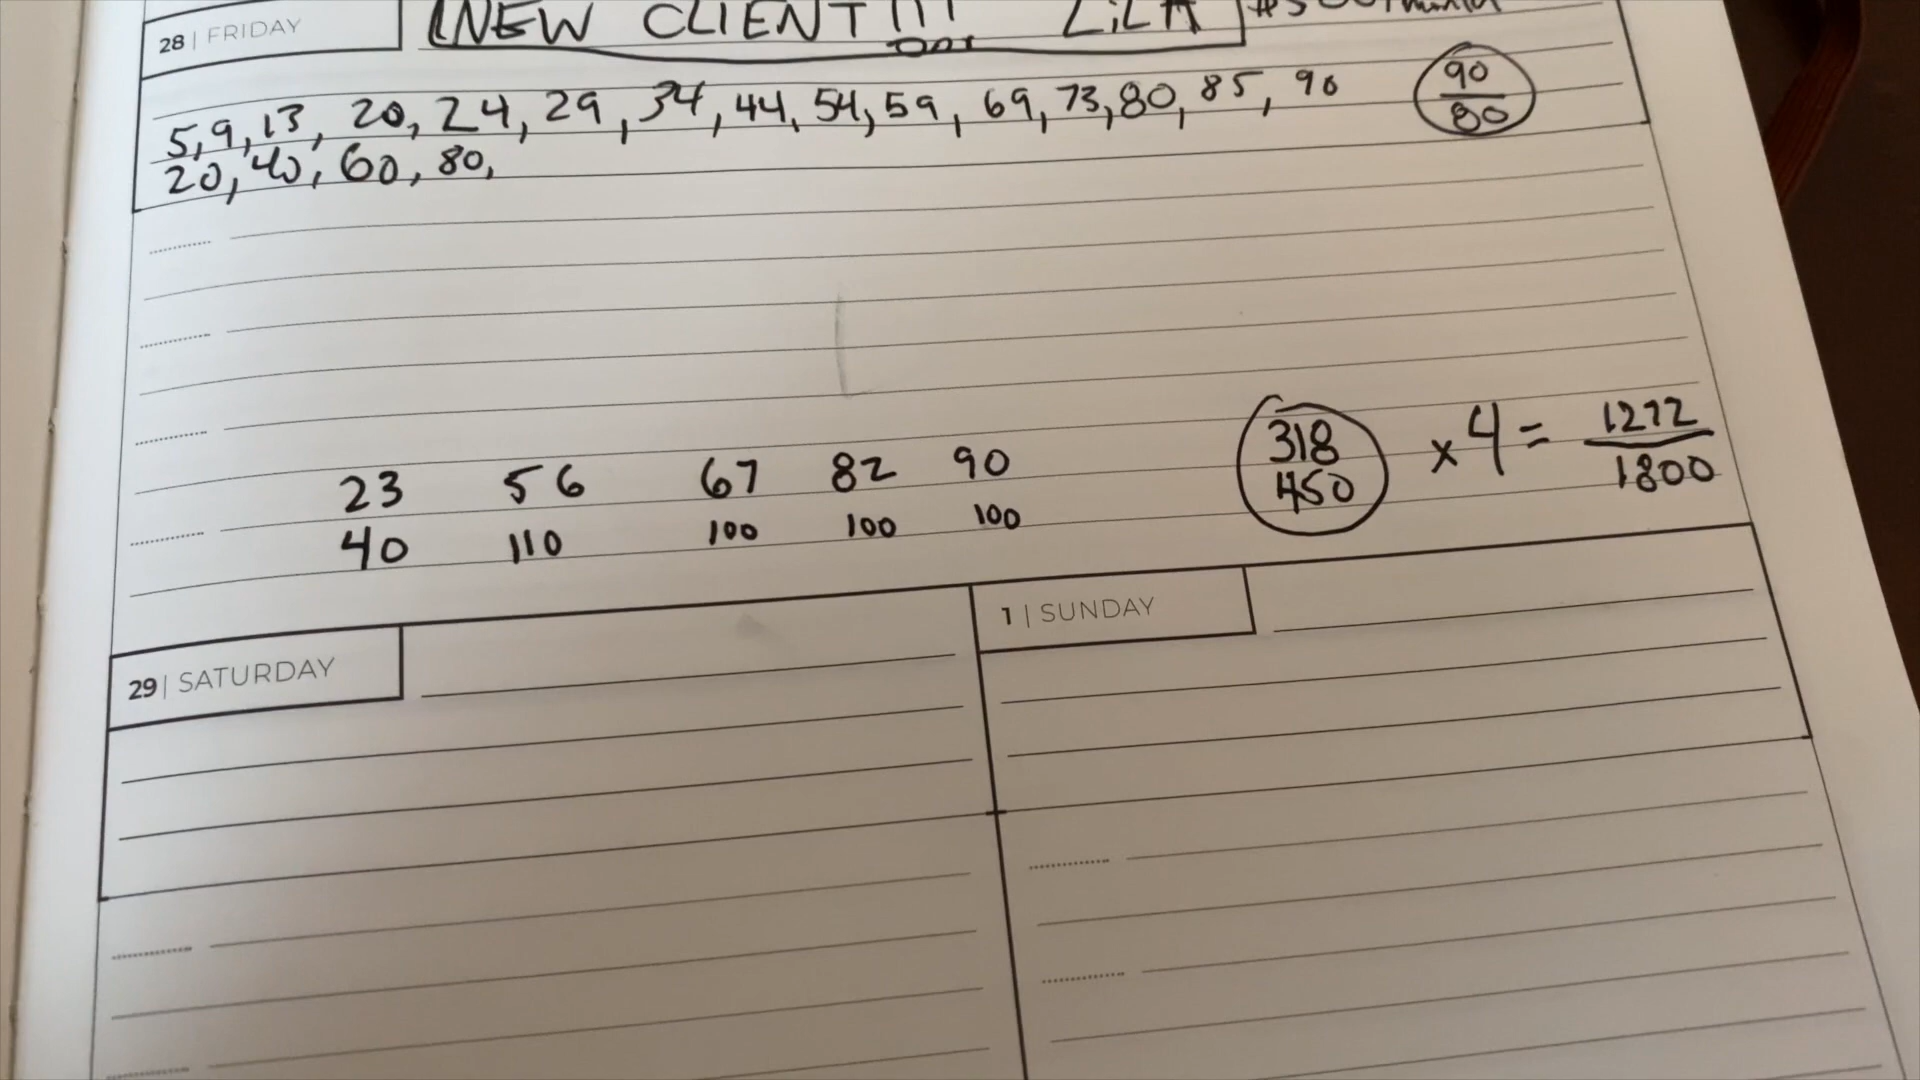 28 | FRIDAY NEW CLIENT!!! LiLA
5, 9, 13, 20, 24, 29, 34, 44, 54, 59, 69, 73, 80, 85, 90
90
80
20, 40, 60, 80,
318 × 4 = 1272
450 1800
23 56 67 82 90
40 110 100 100 100
29 | SATURDAY
1 | SUNDAY